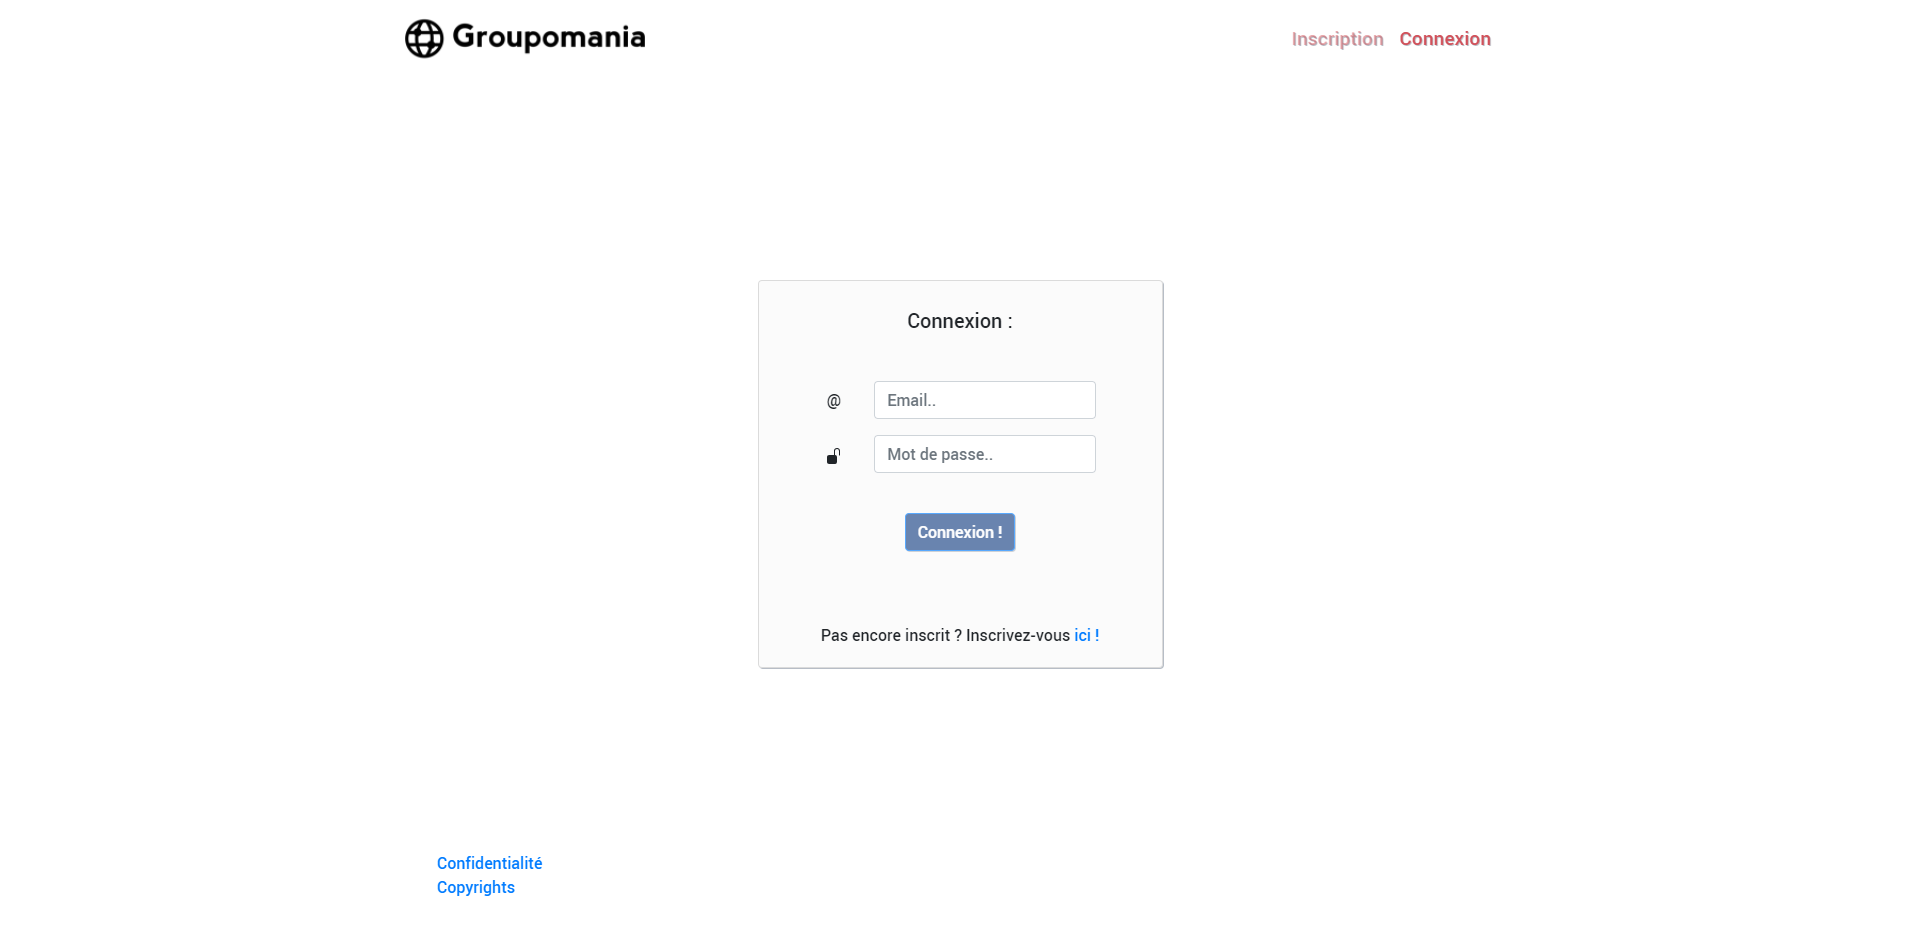 Groupomania
Inscription Connexion
Connexion :
@ Email..
Mot de passe..
Connexion !
Pas encore inscrit ? Inscrivez-vous ici !
Confidentialité
Copyrights